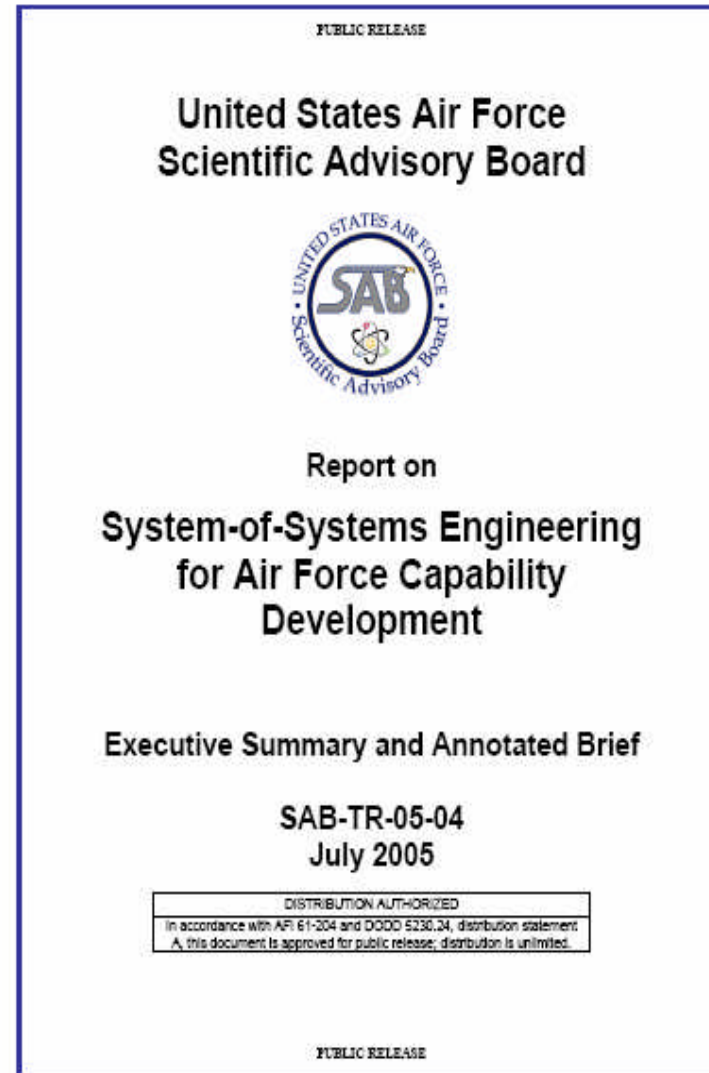 PUBLIC RELEASE
United States Air Force
Scientific Advisory Board
UNITED STATES AIR FORCE
SAB
Scientific Advisory Board
Report on
System-of-Systems Engineering
for Air Force Capability
Development
Executive Summary and Annotated Brief
SAB-TR-05-04
July 2005
DISTRIBUTION AUTHORIZED
In accordance with AFI 61-204 and DODD 5230.24, distribution statement
A, this document is approved for public release; distribution is unlimited.
PUBLIC RELEASE